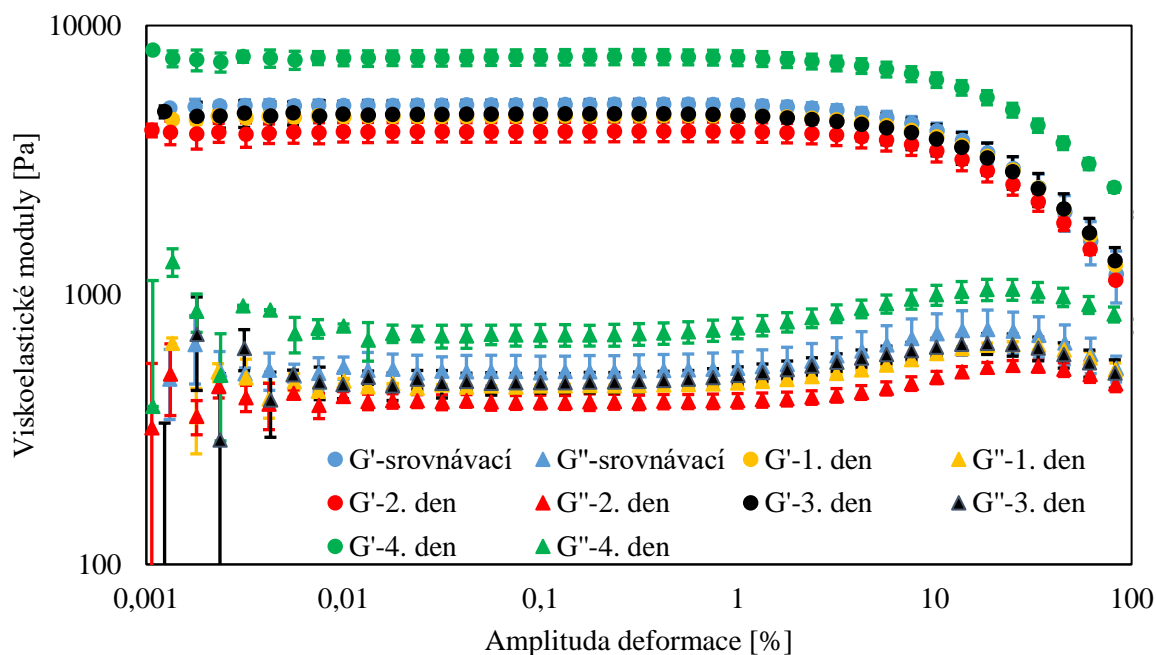 10000
1000
100
Viskoelastické moduly [Pa]
G'-srovnávací G''-srovnávací G'-1. den G''-1. den
G'-2. den G''-2. den G'-3. den G''-3. den
G'-4. den G''-4. den
0,001 0,01 0,1 1 10 100
Amplituda deformace [%]